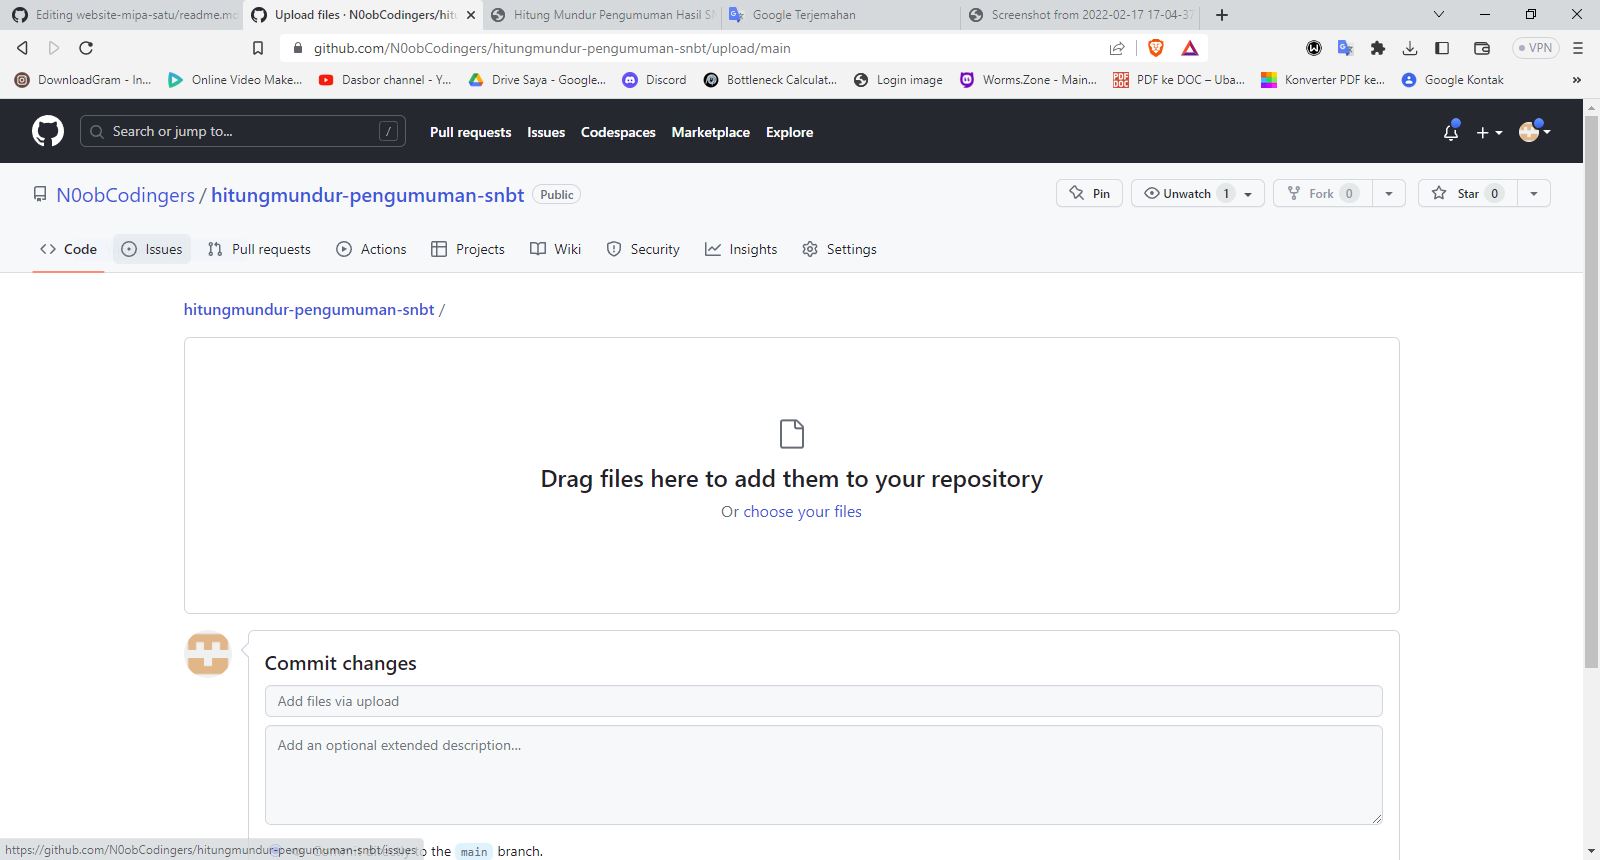 Editing website-mipa-satu/readme.md
Upload files · N0obCodingers/hitu
Hitung Mundur Pengumuman Hasil SN
Google Terjemahan
Screenshot from 2022-02-17 17-04-37
github.com/N0obCodingers/hitungmundur-pengumuman-snbt/upload/main
VPN
DownloadGram - In...
Online Video Make...
Dasbor channel - Y...
Drive Saya - Google...
Discord
Bottleneck Calculat...
Login image
Worms.Zone - Main...
PDF ke DOC – Uba...
Konverter PDF ke...
Google Kontak
»
Search or jump to...
/
Pull requests
Issues
Codespaces
Marketplace
Explore
N0obCodingers / hitungmundur-pengumuman-snbt
Public
Pin
Unwatch 1
Fork 0
Star 0
Code
Issues
Pull requests
Actions
Projects
Wiki
Security
Insights
Settings
hitungmundur-pengumuman-snbt /
Drag files here to add them to your repository
Or choose your files
Commit changes
Add files via upload
Add an optional extended description...
https://github.com/N0obCodingers/hitungmundur-pengumuman-snbt/issues
Commit directly to the main branch.